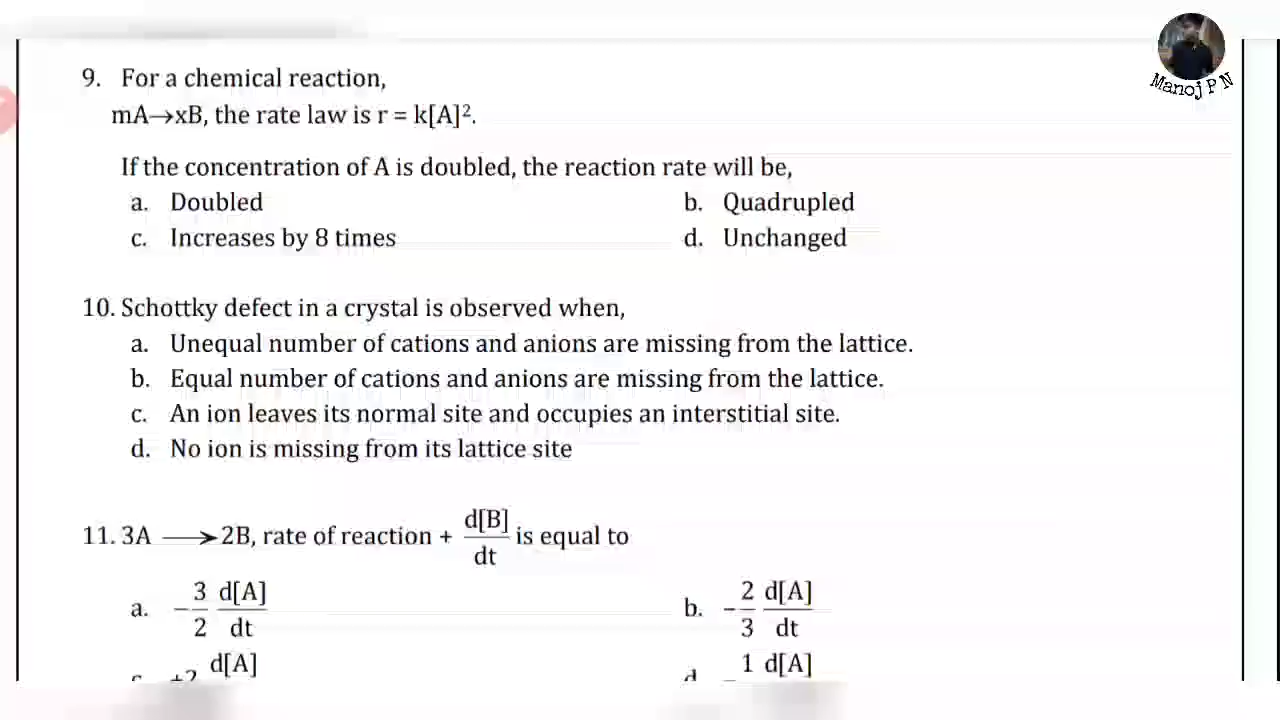 Manoj P N
9. For a chemical reaction,
mA→xB, the rate law is r = k[A]².
If the concentration of A is doubled, the reaction rate will be,
a. Doubled
b. Quadrupled
c. Increases by 8 times
d. Unchanged
10. Schottky defect in a crystal is observed when,
a. Unequal number of cations and anions are missing from the lattice.
b. Equal number of cations and anions are missing from the lattice.
c. An ion leaves its normal site and occupies an interstitial site.
d. No ion is missing from its lattice site
11. 3A ⟶ 2B, rate of reaction + d[B]/dt is equal to
a. −3/2 d[A]/dt
b. −2/3 d[A]/dt
c. +2 d[A]
d. − 1 d[A]